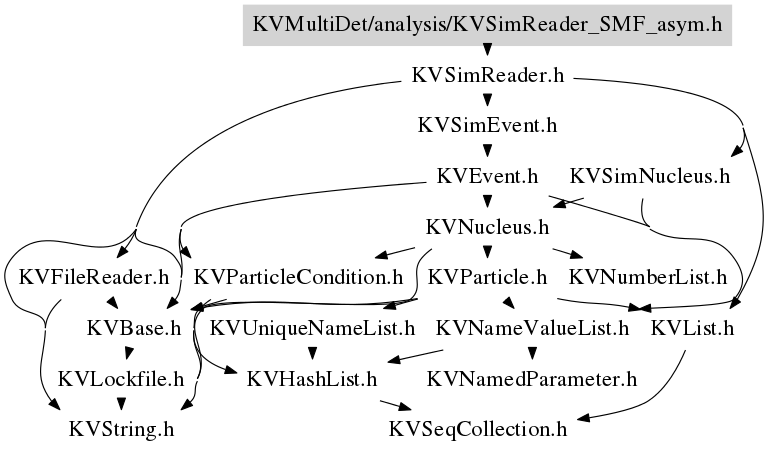 KVMultiDet/analysis/KVSimReader_SMF_asym.h
KVSimReader.h
KVSimEvent.h
KVEvent.h
KVSimNucleus.h
KVNucleus.h
KVFileReader.h
KVParticleCondition.h
KVParticle.h
KVNumberList.h
KVBase.h
KVUniqueNameList.h
KVNameValueList.h
KVList.h
KVLockfile.h
KVHashList.h
KVNamedParameter.h
KVString.h
KVSeqCollection.h